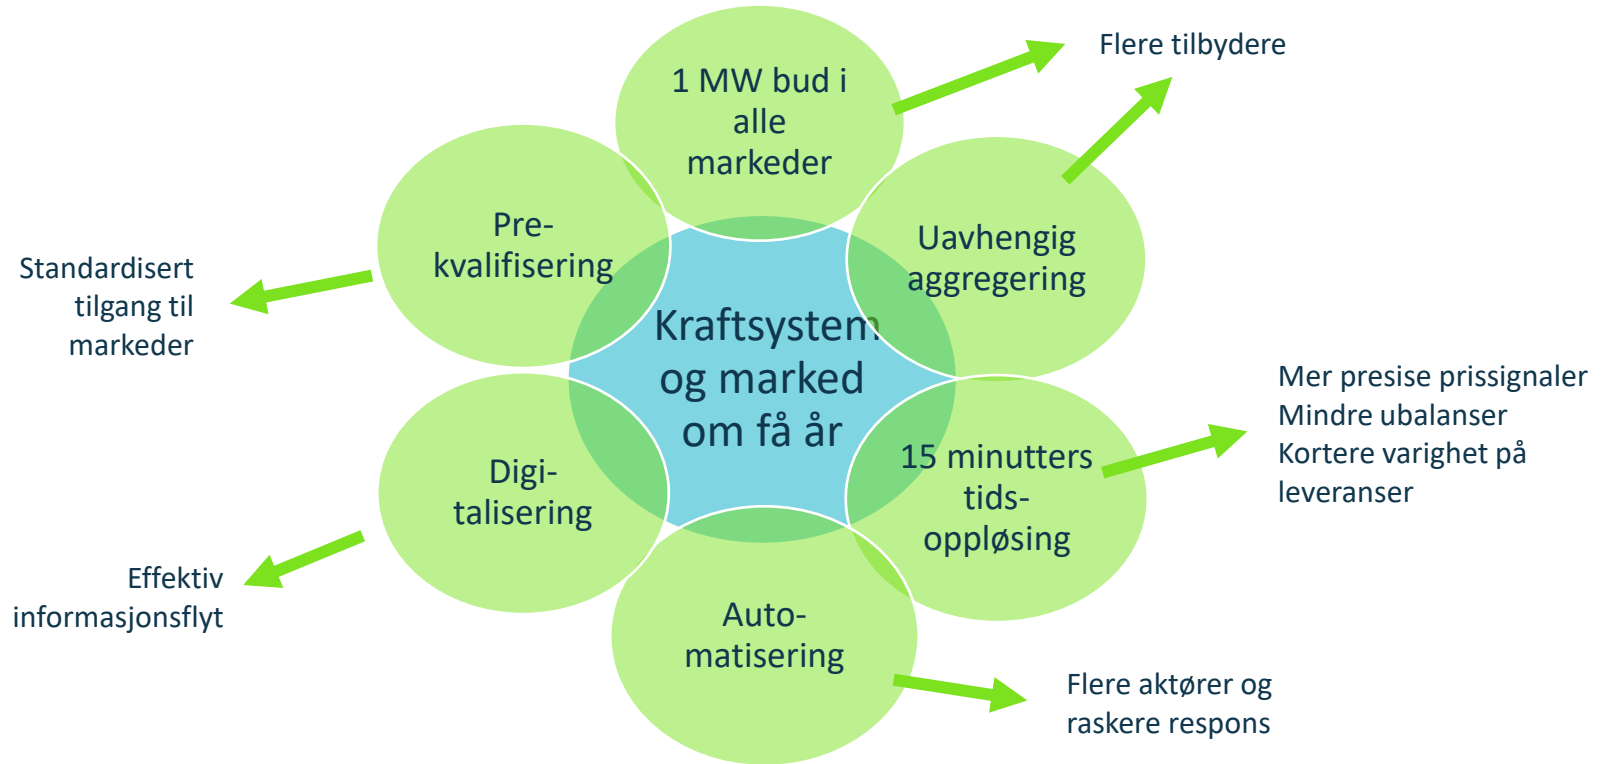 1 MW bud i
alle
markeder
Flere tilbydere
Uavhengig
aggregering
Mer presise prissignaler
Mindre ubalanser
Kortere varighet på
leveranser
15 minutters
tids-
oppløsing
Flere aktører og
raskere respons
Auto-
matisering
Digi-
talisering
Effektiv
informasjonsflyt
Pre-
kvalifisering
Standardisert
tilgang til
markeder
Kraftsystem
og marked
om få år